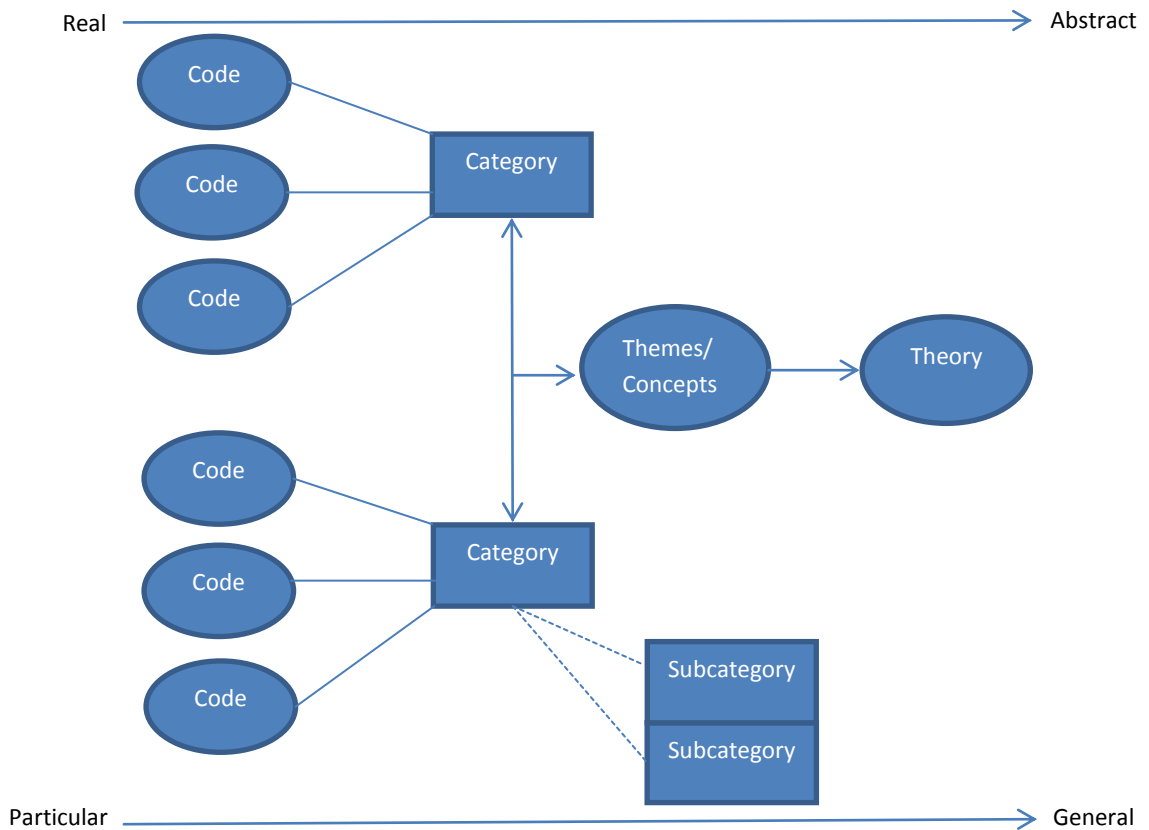 Real
Abstract
Code
Category
Code
Code
Themes/
Concepts
Theory
Code
Category
Code
Code
Subcategory
Subcategory
Particular
General